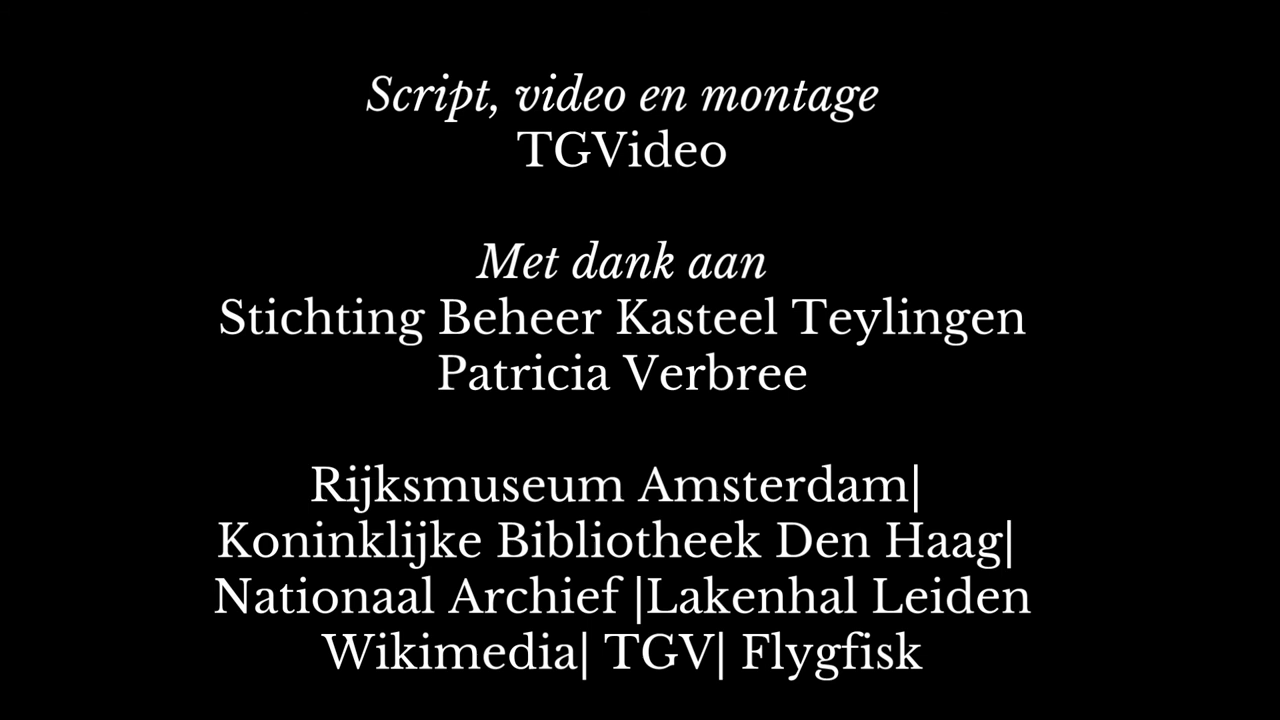 Script, video en montage
TGVideo
Met dank aan
Stichting Beheer Kasteel Teylingen
Patricia Verbree
Rijksmuseum Amsterdam|
Koninklijke Bibliotheek Den Haag|
Nationaal Archief |Lakenhal Leiden
Wikimedia| TGV| Flygfisk